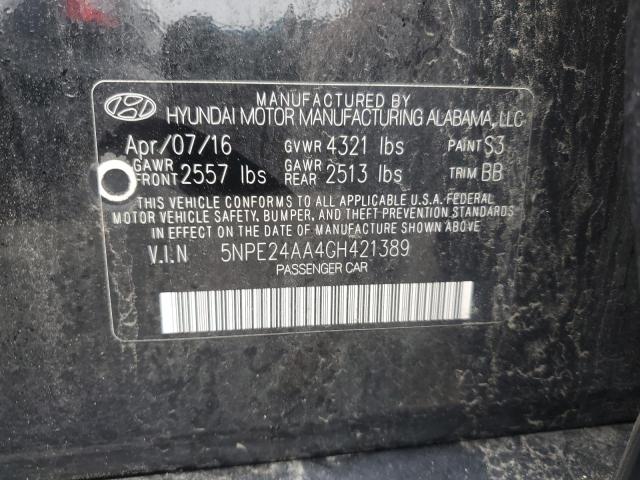 MANUFACTURED BY
HYUNDAI MOTOR MANUFACTURING ALABAMA, LLC
Apr/07/16 GVWR 4321 lbs PAINT S3
GAWR FRONT 2557 lbs GAWR REAR 2513 lbs TRIM BB
THIS VEHICLE CONFORMS TO ALL APPLICABLE U.S.A. FEDERAL
MOTOR VEHICLE SAFETY, BUMPER, AND THEFT PREVENTION
STANDARDS IN EFFECT ON THE DATE OF MANUFACTURE SHOWN ABOVE.
V.I.N 5NPE24AA4GH421389
PASSENGER CAR